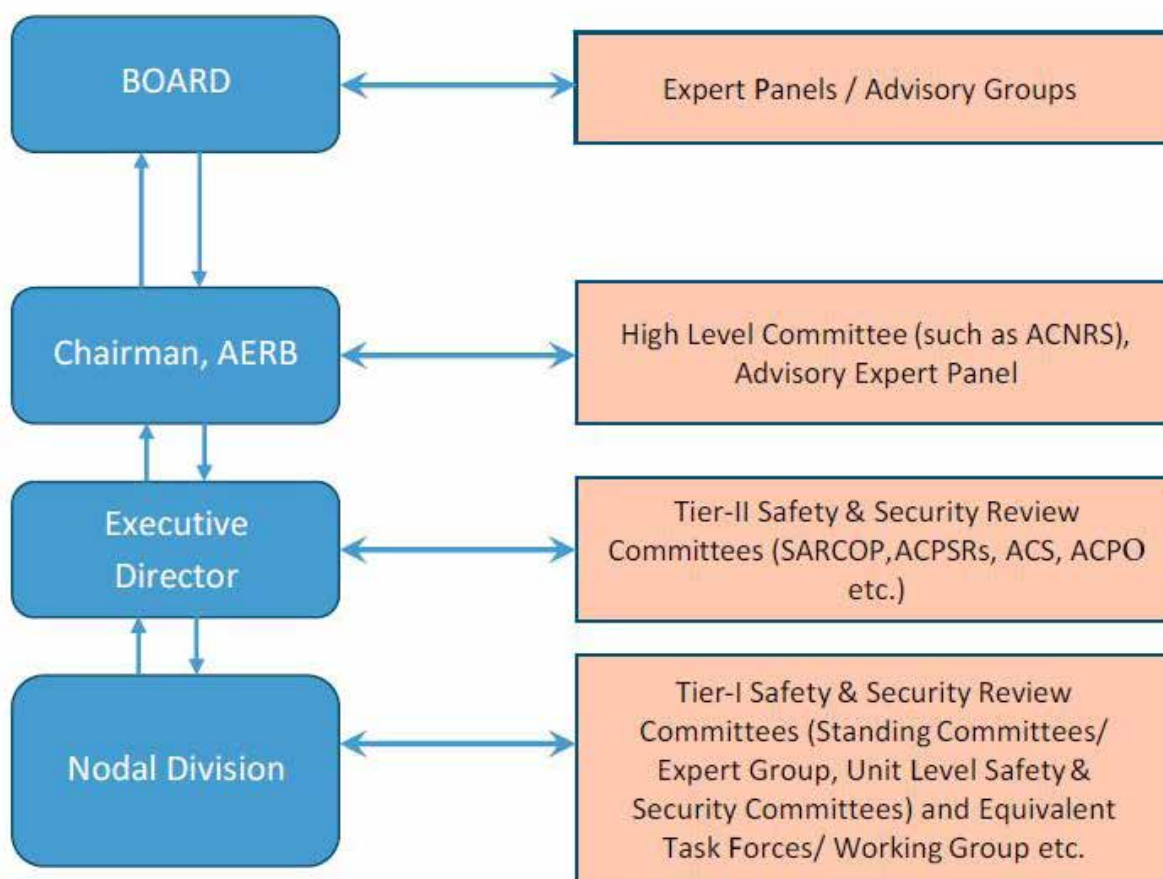 BOARD
Expert Panels / Advisory Groups
Chairman, AERB
High Level Committee (such as ACNRS),
Advisory Expert Panel
Executive
Director
Tier-II Safety & Security Review
Committees (SARCOP,ACPSRs, ACS, ACPO
etc.)
Nodal Division
Tier-I Safety & Security Review
Committees (Standing Committees/
Expert Group, Unit Level Safety &
Security Committees) and Equivalent
Task Forces/ Working Group etc.